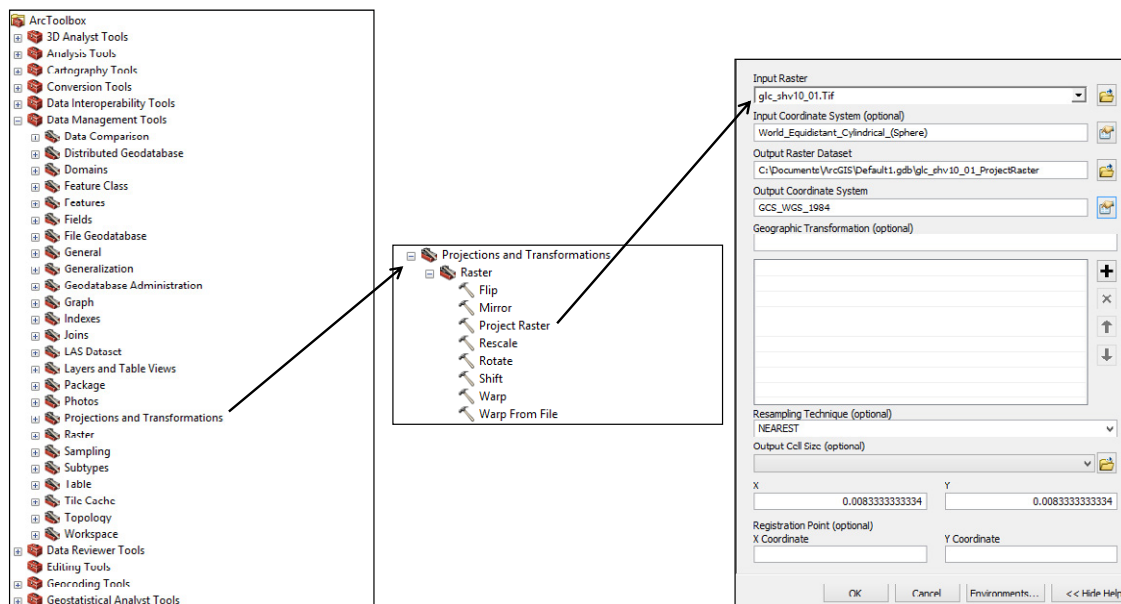 ArcToolbox
3D Analyst Tools
Analysis Tools
Cartography Tools
Conversion Tools
Data Interoperability Tools
Data Management Tools
Data Comparison
Distributed Geodatabase
Domains
Feature Class
Features
Fields
File Geodatabase
General
Generalization
Geodatabase Administration
Graph
Indexes
Joins
LAS Dataset
Layers and Table Views
Package
Photos
Projections and Transformations
Raster
Sampling
Subtypes
Table
Tile Cache
Topology
Workspace
Data Reviewer Tools
Editing Tools
Geocoding Tools
Geostatistical Analyst Tools
Projections and Transformations
Raster
Flip
Mirror
Project Raster
Rescale
Rotate
Shift
Warp
Warp From File
Input Raster
glc_shv10_01.Tif
Input Coordinate System (optional)
World_Equidistant_Cylindrical_(Sphere)
Output Raster Dataset
C:\Documents\ArcGIS\Default1.gdb\glc_shv10_01_ProjectRaster
Output Coordinate System
GCS_WGS_1984
Geographic Transformation (optional)
Resampling Technique (optional)
NEAREST
Output Cell Size (optional)
X Y
0.0083333333334 0.0083333333334
Registration Point (optional)
X Coordinate Y Coordinate
OK Cancel Environments... << Hide Help